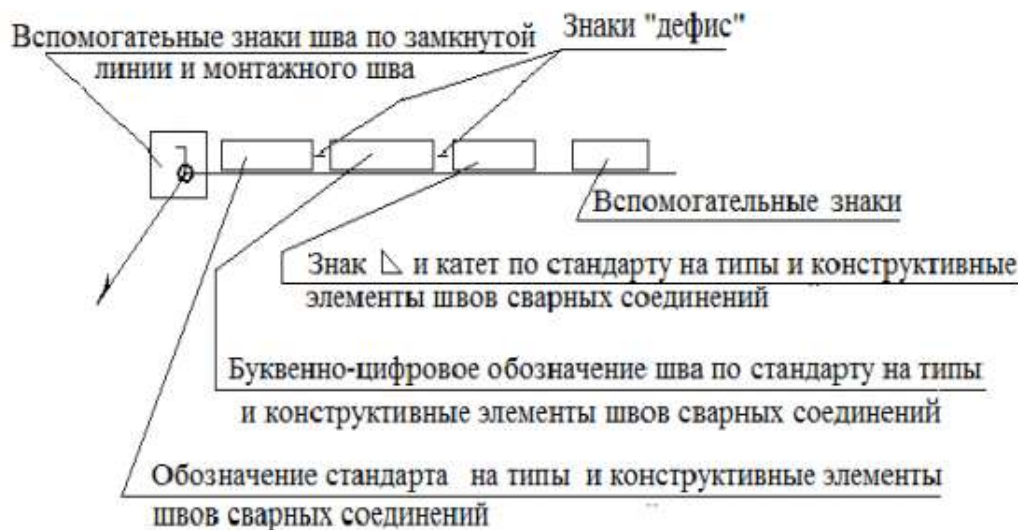 Вспомогатеьные знаки шва по замкнутой
линии и монтажного шва
Знаки "дефис"
Вспомогательные знаки
Знак ◺ и катет по стандарту на типы и конструктивные
элементы швов сварных соединений
Буквенно-цифровое обозначение шва по стандарту на типы
и конструктивные элементы швов сварных соединений
Обозначение стандарта на типы и конструктивные элементы
швов сварных соединений